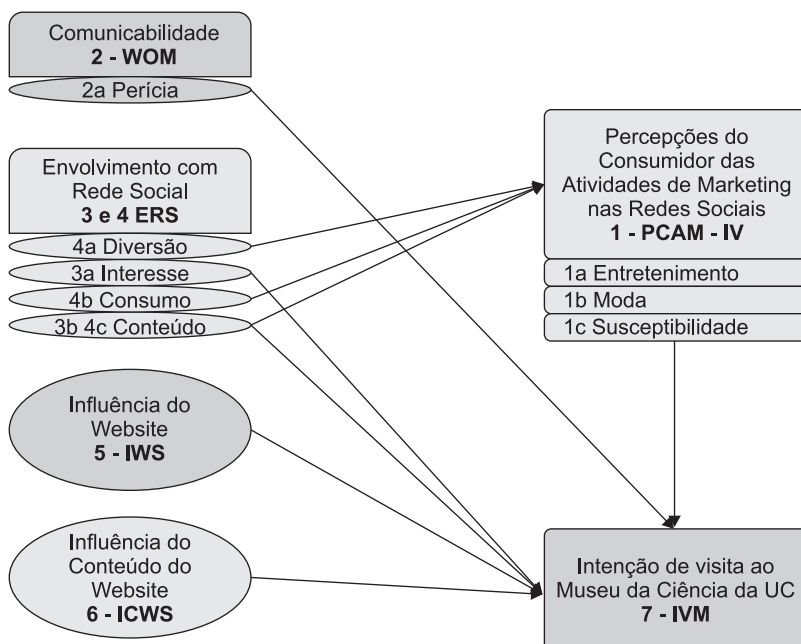 Comunicabilidade
2 - WOM
2a Perícia
Envolvimento com
Rede Social
3 e 4 ERS
4a Diversão
3a Interesse
4b Consumo
3b 4c Conteúdo
Influência do
Website
5 - IWS
Influência do
Conteúdo do
Website
6 - ICWS
Percepções do
Consumidor das
Atividades de Marketing
nas Redes Sociais
1 - PCAM - IV
1a Entretenimento
1b Moda
1c Susceptibilidade
Intenção de visita ao
Museu da Ciência da UC
7 - IVM